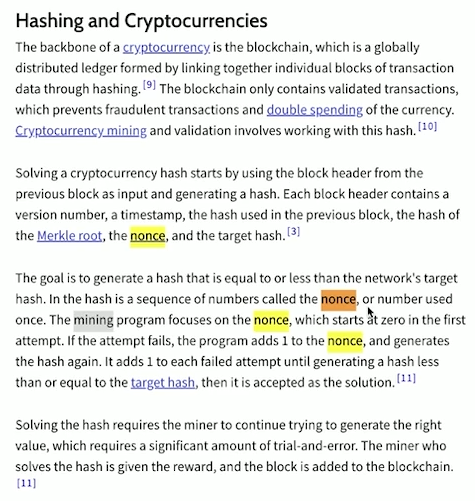 Hashing and Cryptocurrencies
The backbone of a cryptocurrency is the blockchain, which is a globally
distributed ledger formed by linking together individual blocks of transaction
data through hashing. [9] The blockchain only contains validated transactions,
which prevents fraudulent transactions and double spending of the currency.
Cryptocurrency mining and validation involves working with this hash. [10]
Solving a cryptocurrency hash starts by using the block header from the
previous block as input and generating a hash. Each block header contains a
version number, a timestamp, the hash used in the previous block, the hash of
the Merkle root, the nonce, and the target hash. [3]
The goal is to generate a hash that is equal to or less than the network's target
hash. In the hash is a sequence of numbers called the nonce, or number used
once. The mining program focuses on the nonce, which starts at zero in the first
attempt. If the attempt fails, the program adds 1 to the nonce, and generates
the hash again. It adds 1 to each failed attempt until generating a hash less
than or equal to the target hash, then it is accepted as the solution. [11]
Solving the hash requires the miner to continue trying to generate the right
value, which requires a significant amount of trial-and-error. The miner who
solves the hash is given the reward, and the block is added to the blockchain.
[11]